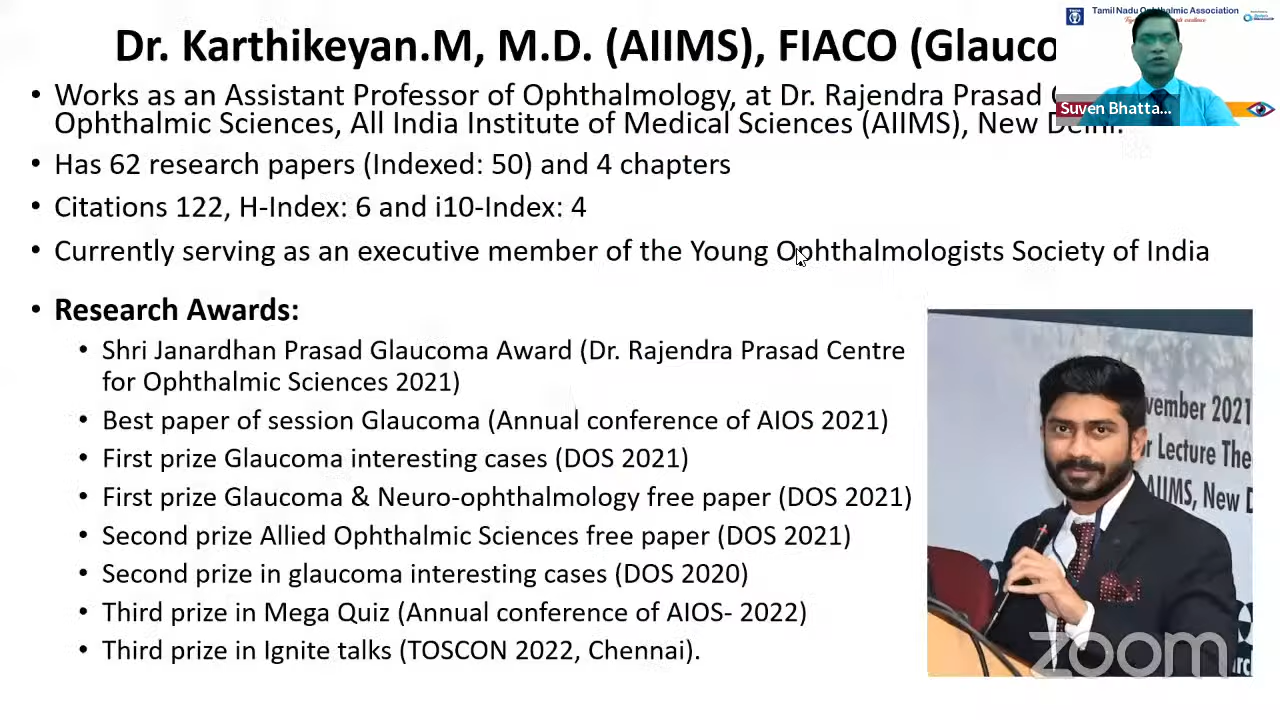 Tamil Nadu Ophthalmic Association
Dr. Karthikeyan.M, M.D. (AIIMS), FIACO (Glauco
• Works as an Assistant Professor of Ophthalmology, at Dr. Rajendra Prasad
Suven Bhatta...
Ophthalmic Sciences, All India Institute of Medical Sciences (AIIMS), New Delhi.
• Has 62 research papers (Indexed: 50) and 4 chapters
• Citations 122, H-Index: 6 and i10-Index: 4
• Currently serving as an executive member of the Young Ophthalmologists Society of India
• Research Awards:
• Shri Janardhan Prasad Glaucoma Award (Dr. Rajendra Prasad Centre
for Ophthalmic Sciences 2021)
• Best paper of session Glaucoma (Annual conference of AIOS 2021)
• First prize Glaucoma interesting cases (DOS 2021)
• First prize Glaucoma & Neuro-ophthalmology free paper (DOS 2021)
• Second prize Allied Ophthalmic Sciences free paper (DOS 2021)
• Second prize in glaucoma interesting cases (DOS 2020)
• Third prize in Mega Quiz (Annual conference of AIOS- 2022)
• Third prize in Ignite talks (TOSCON 2022, Chennai).
vember 2021
r Lecture The
AIIMS, New D
zoom